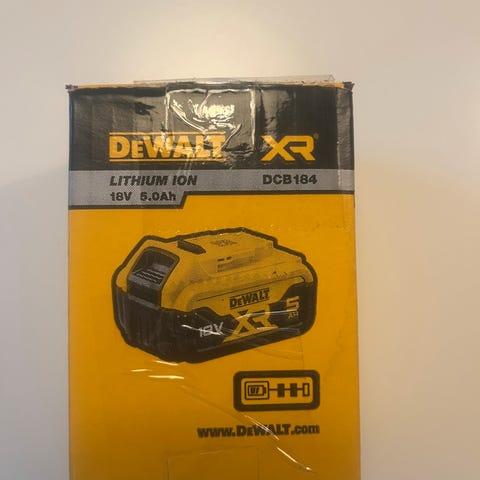 DEWALT XR®
LITHIUM ION DCB184
18V 5.0Ah
DEWALT
18V XR 5
AH
www.DEWALT.com